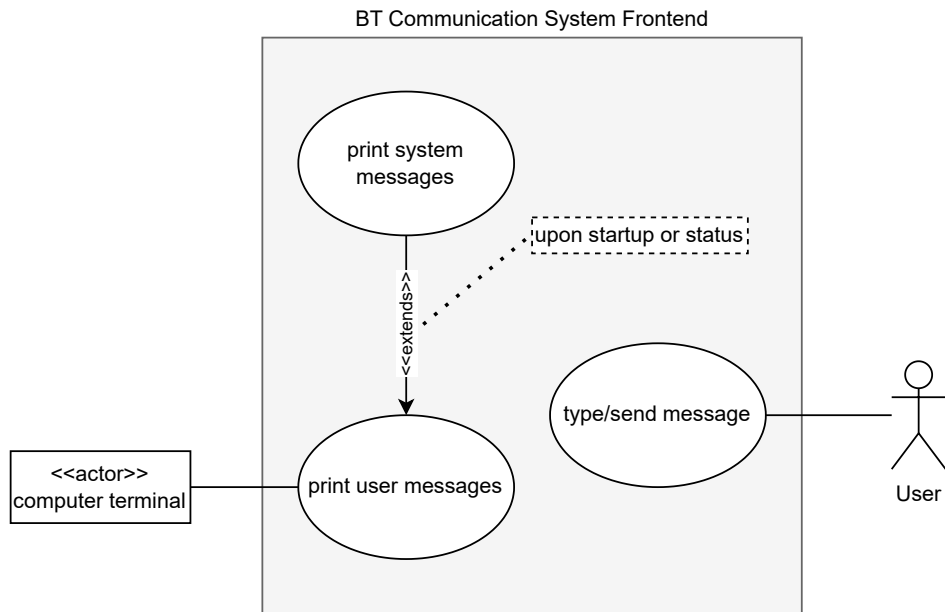 BT Communication System Frontend
print system
messages
upon startup or status
<<extends>>
type/send message
<<actor>>
computer terminal
print user messages
User